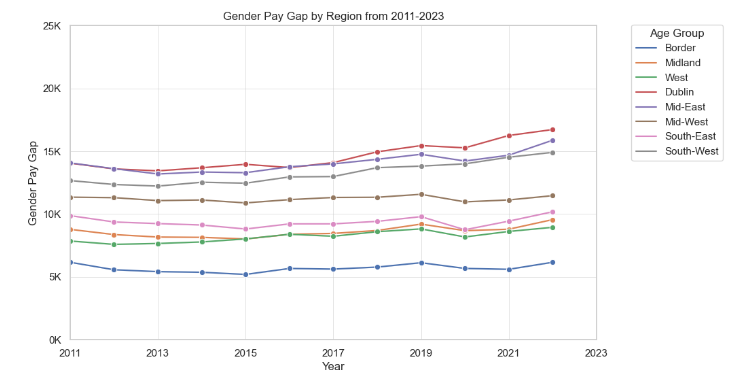 Gender Pay Gap by Region from 2011-2023
25K
20K
15K
10K
5K
0K
Gender Pay Gap
2011
2013
2015
2017
2019
2021
2023
Year
Age Group
Border
Midland
West
Dublin
Mid-East
Mid-West
South-East
South-West